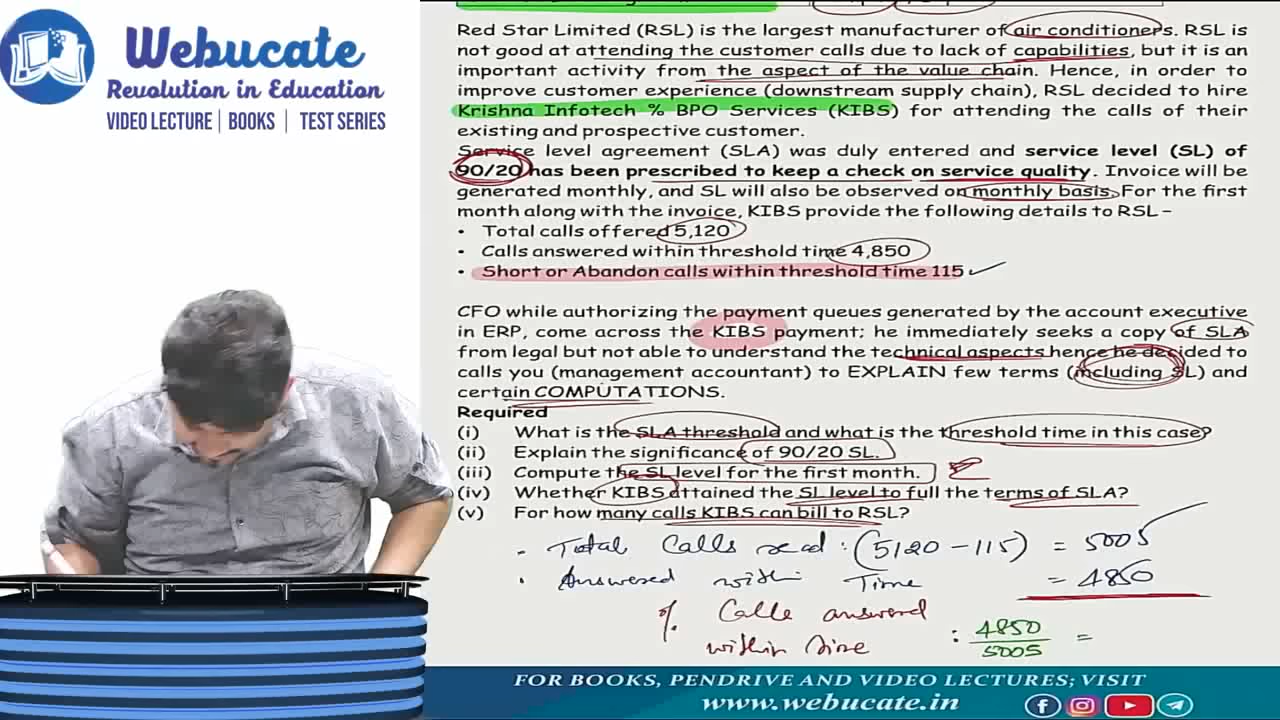 Webucate
Revolution in Education
VIDEO LECTURE | BOOKS | TEST SERIES
Red Star Limited (RSL) is the largest manufacturer of air conditioners. RSL is
not good at attending the customer calls due to lack of capabilities, but it is an
important activity from the aspect of the value chain. Hence, in order to
improve customer experience (downstream supply chain), RSL decided to hire
Krishna Infotech % BPO Services (KIBS) for attending the calls of their
existing and prospective customer.
Service level agreement (SLA) was duly entered and service level (SL) of
90/20 has been prescribed to keep a check on service quality. Invoice will be
generated monthly, and SL will also be observed on monthly basis. For the first
month along with the invoice, KIBS provide the following details to RSL –
• Total calls offered 5,120
• Calls answered within threshold time 4,850
• Short or Abandon calls within threshold time 115
CFO while authorizing the payment queues generated by the account executive
in ERP, come across the KIBS payment; he immediately seeks a copy of SLA
from legal but not able to understand the technical aspects hence he decided to
calls you (management accountant) to EXPLAIN few terms (including SL) and
certain COMPUTATIONS.
Required
(i) What is the SLA threshold and what is the threshold time in this case?
(ii) Explain the significance of 90/20 SL.
(iii) Compute the SL level for the first month.
(iv) Whether KIBS attained the SL level to full the terms of SLA?
(v) For how many calls KIBS can bill to RSL?
• Total Calls recd : (5120 – 115) = 5005
• Answered within Time = 4850
% Calls answered
within time : 4850/5005 =
FOR BOOKS, PENDRIVE AND VIDEO LECTURES; VISIT
www.webucate.in